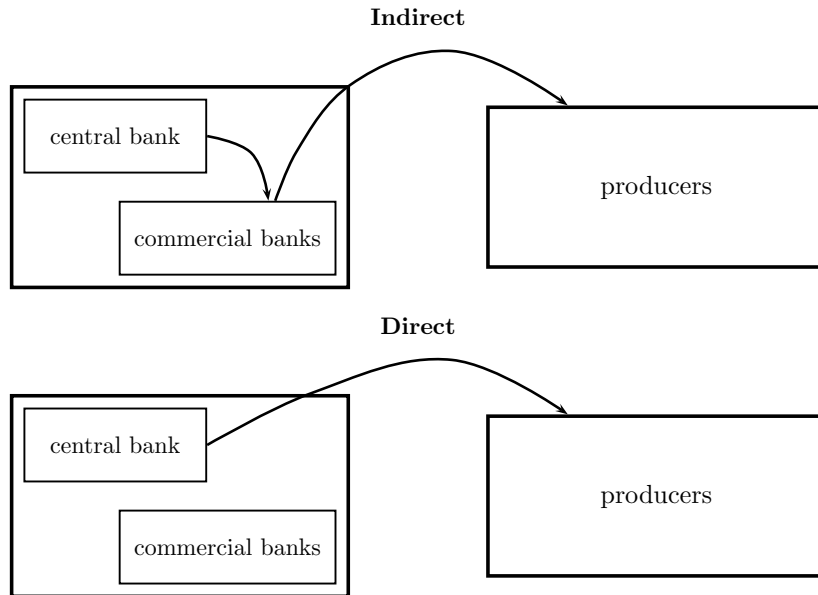 Indirect
central bank
commercial banks
producers
Direct
central bank
commercial banks
producers